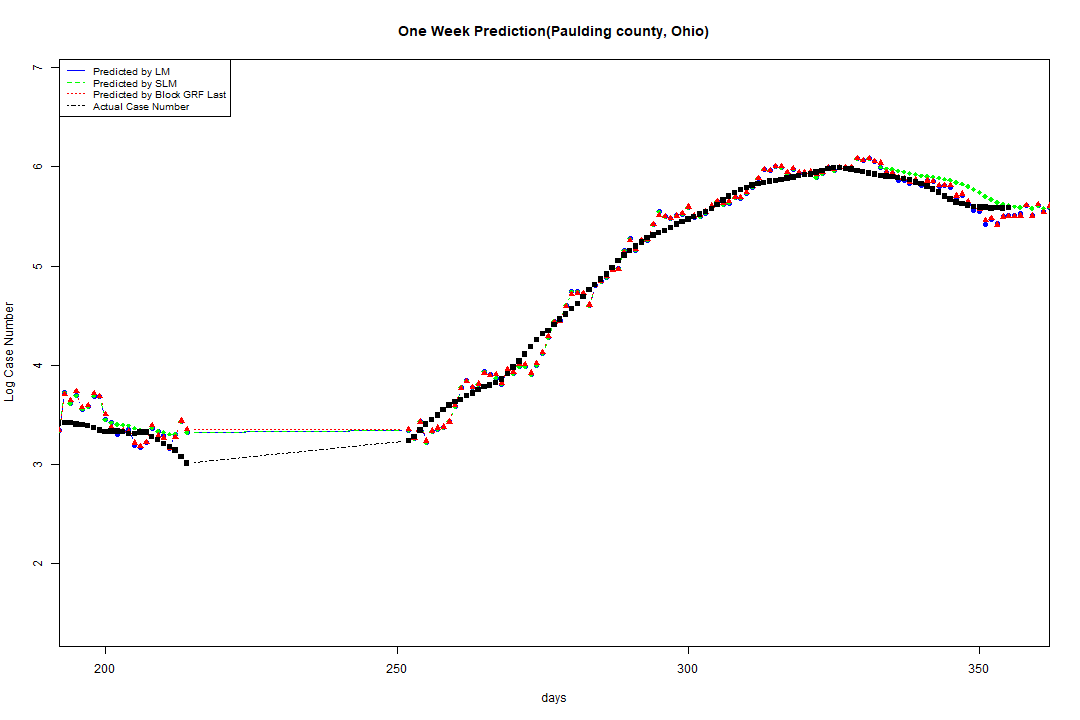 One Week Prediction(Paulding county, Ohio)
Predicted by LM
Predicted by SLM
Predicted by Block GRF Last
Actual Case Number
7
6
5
4
3
2
Log Case Number
200
250
300
350
days